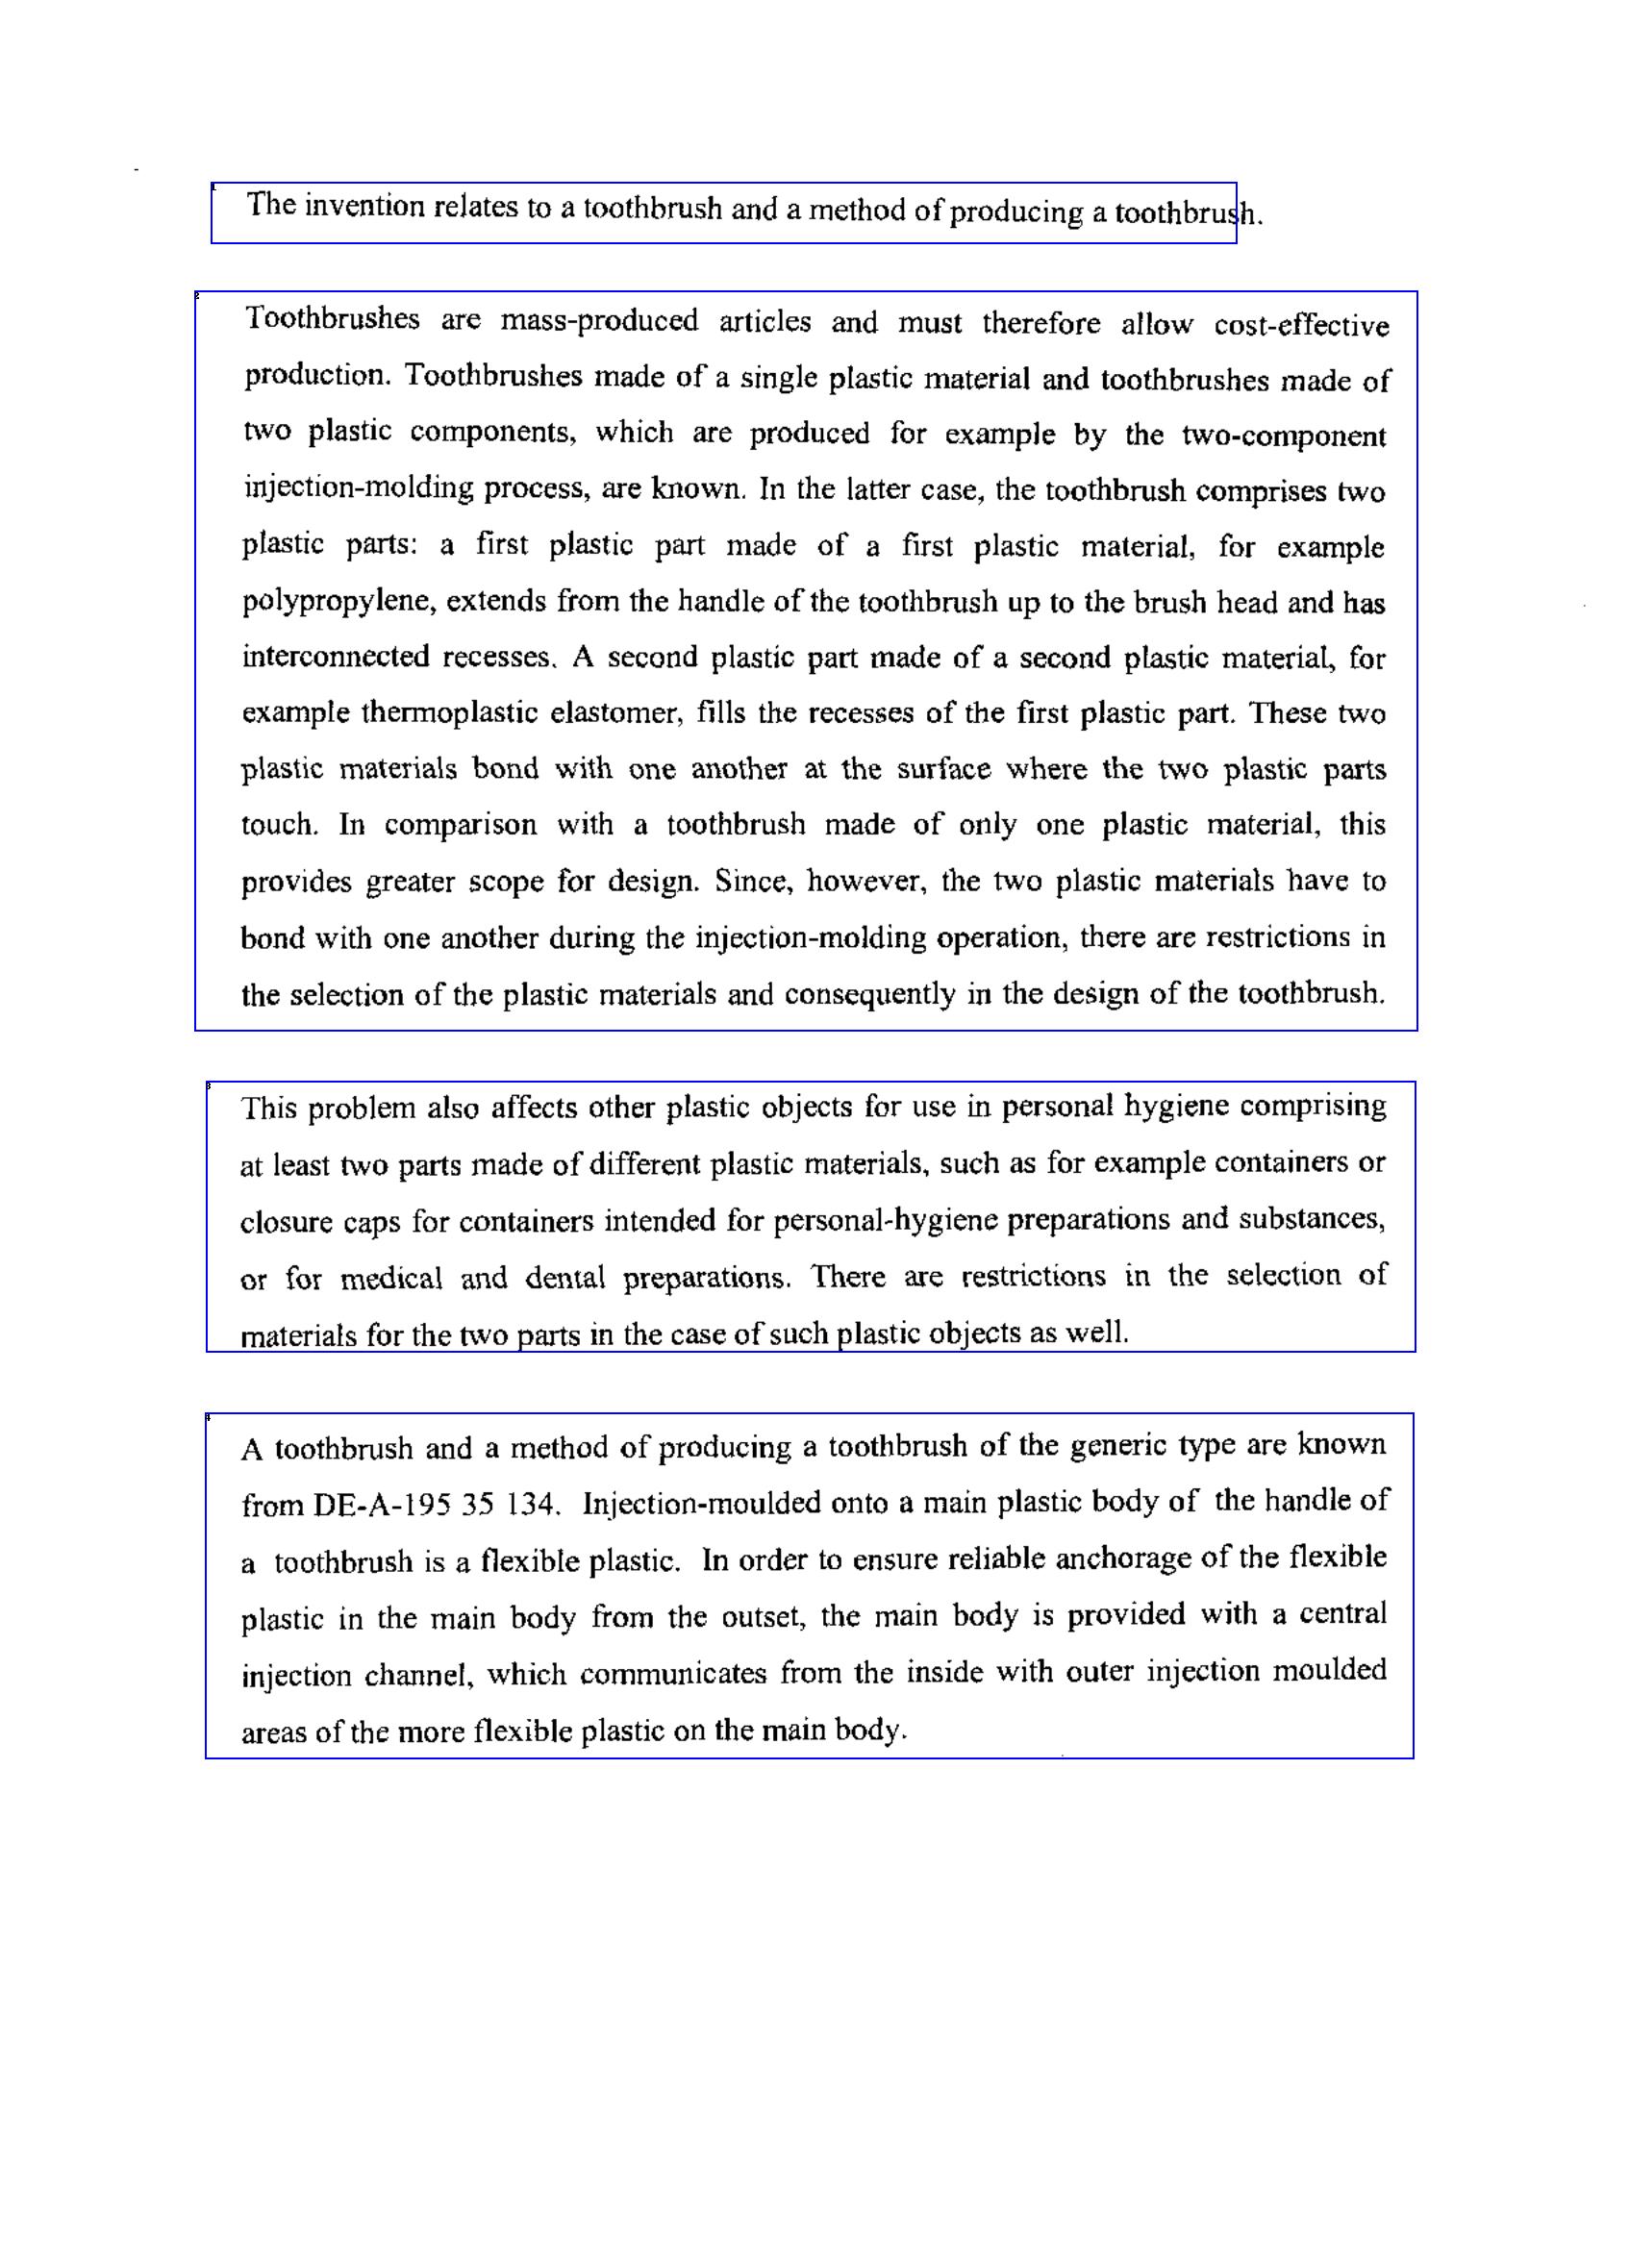 The invention relates to a toothbrush and a method of producing a toothbrush.
Toothbrushes are mass-produced articles and must therefore allow cost-effective
production. Toothbrushes made of a single plastic material and toothbrushes made of
two plastic components, which are produced for example by the two-component
injection-molding process, are known. In the latter case, the toothbrush comprises two
plastic parts: a first plastic part made of a first plastic material, for example
polypropylene, extends from the handle of the toothbrush up to the brush head and has
interconnected recesses. A second plastic part made of a second plastic material, for
example thermoplastic elastomer, fills the recesses of the first plastic part. These two
plastic materials bond with one another at the surface where the two plastic parts
touch. In comparison with a toothbrush made of only one plastic material, this
provides greater scope for design. Since, however, the two plastic materials have to
bond with one another during the injection-molding operation, there are restrictions in
the selection of the plastic materials and consequently in the design of the toothbrush.
This problem also affects other plastic objects for use in personal hygiene comprising
at least two parts made of different plastic materials, such as for example containers or
closure caps for containers intended for personal-hygiene preparations and substances,
or for medical and dental preparations. There are restrictions in the selection of
materials for the two parts in the case of such plastic objects as well.
A toothbrush and a method of producing a toothbrush of the generic type are known
from DE-A-195 35 134. Injection-moulded onto a main plastic body of the handle of
a toothbrush is a flexible plastic. In order to ensure reliable anchorage of the flexible
plastic in the main body from the outset, the main body is provided with a central
injection channel, which communicates from the inside with outer injection moulded
areas of the more flexible plastic on the main body.